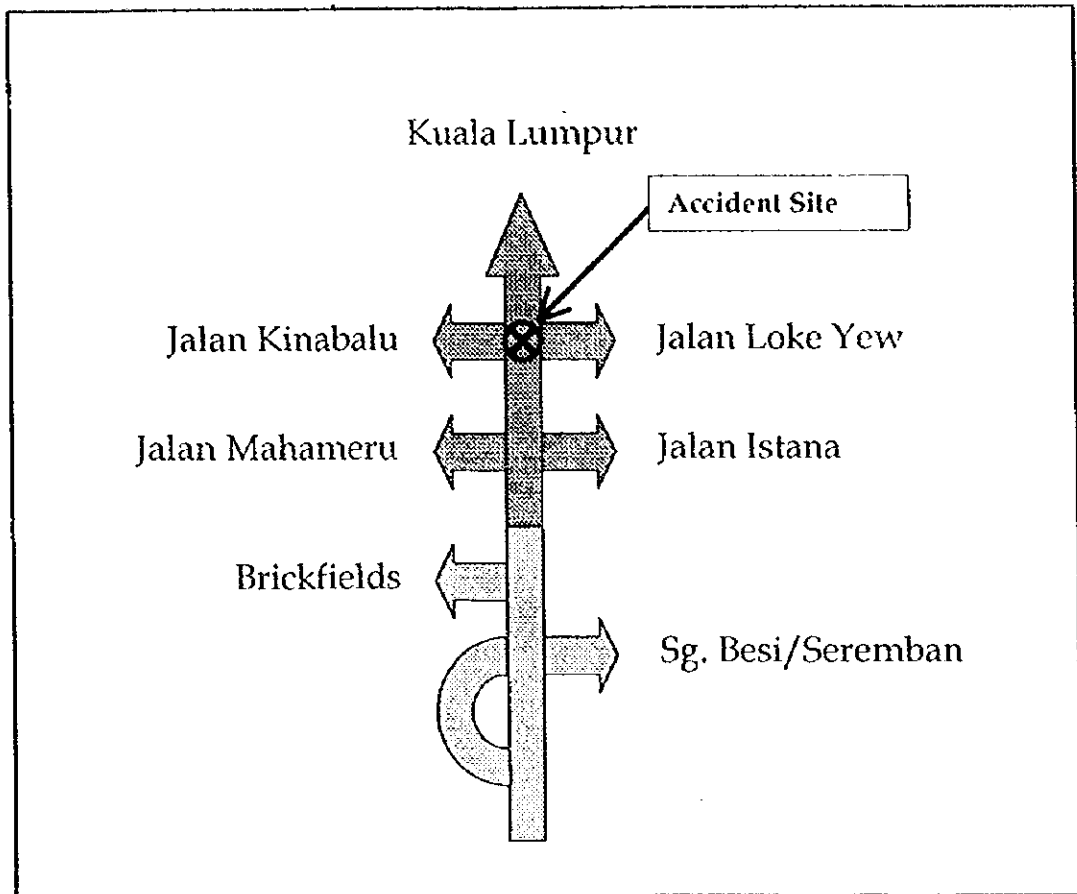 Kuala Lumpur
Accident Site
Jalan Kinabalu
Jalan Loke Yew
Jalan Mahameru
Jalan Istana
Brickfields
Sg. Besi/Seremban